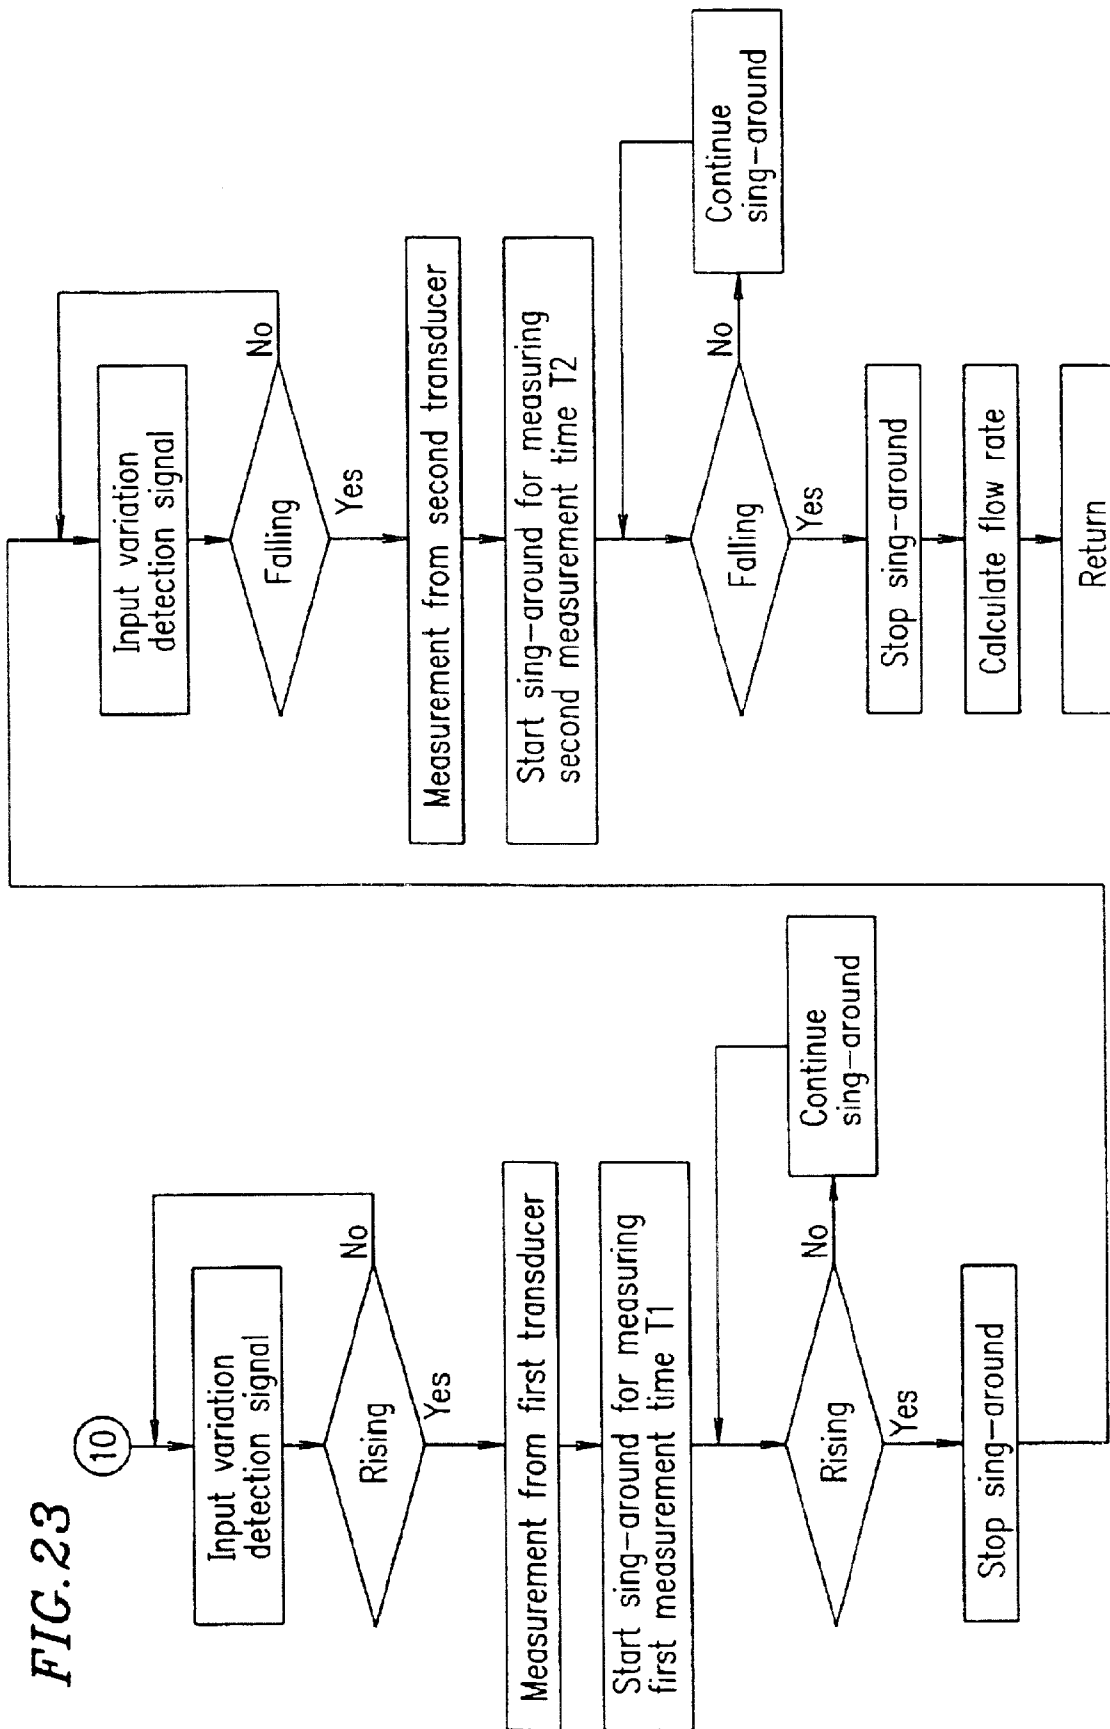 FIG.23
10
Input variation
detection signal
Rising
No
Yes
Measurement from first transducer
Start sing-around for measuring
first measurement time T1
Rising
No
Yes
Continue
sing-around
Stop sing-around
Input variation
detection signal
Falling
No
Yes
Measurement from second transducer
Start sing-around for measuring
second measurement time T2
Falling
No
Yes
Continue
sing-around
Stop sing-around
Calculate flow rate
Return